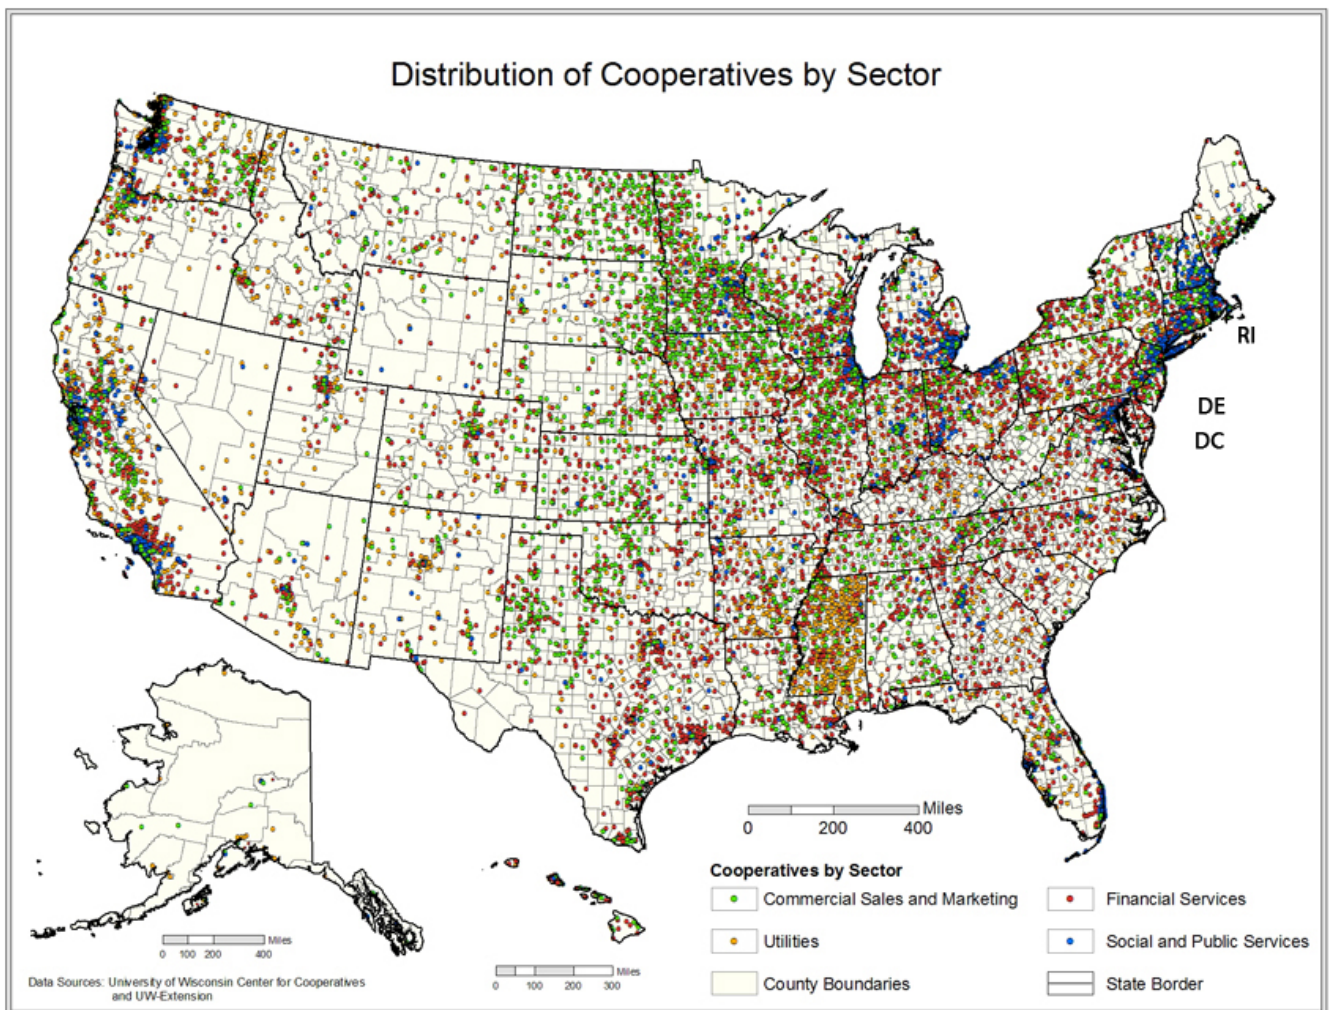 Distribution of Cooperatives by Sector
RI
DE
DC
Miles
0 200 400
Cooperatives by Sector
Commercial Sales and Marketing
Financial Services
Utilities
Social and Public Services
County Boundaries
State Border
Miles
0 100 200 400
Miles
0 100 200 300
Data Sources: University of Wisconsin Center for Cooperatives
and UW-Extension